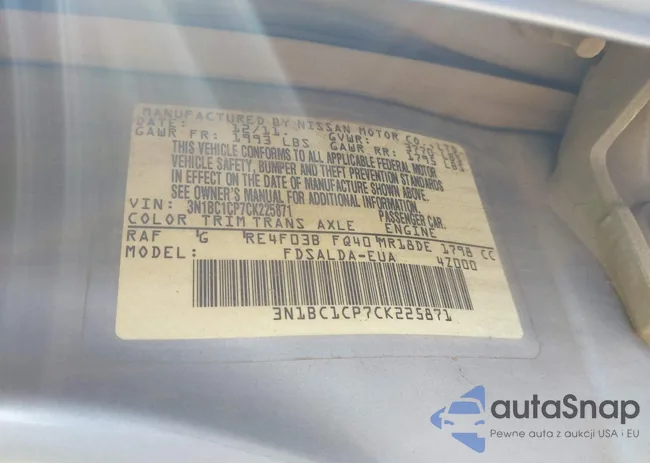 MANUFACTURED BY NISSAN MOTOR CO., LTD.
DATE: 12/11. GVWR: LBS
GAWR FR: 1993 LBS GAWR RR: 1795 LBS
THIS VEHICLE CONFORMS TO ALL APPLICABLE FEDERAL MOTOR
VEHICLE SAFETY, BUMPER AND THEFT PREVENTION STANDARDS
IN EFFECT ON THE DATE OF MANUFACTURE SHOWN ABOVE.
SEE OWNER'S MANUAL FOR ADDITIONAL INFORMATION
VIN: 3N1BC1CP7CK225871 PASSENGER CAR.
COLOR TRIM TRANS AXLE ENGINE
RAF G RE4F03B FQ40 MR18DE 1798 CC
MODEL: FDSALDA-EUA 4Z000
3N1BC1CP7CK225871
autaSnap
Pewne auta z aukcji USA i EU